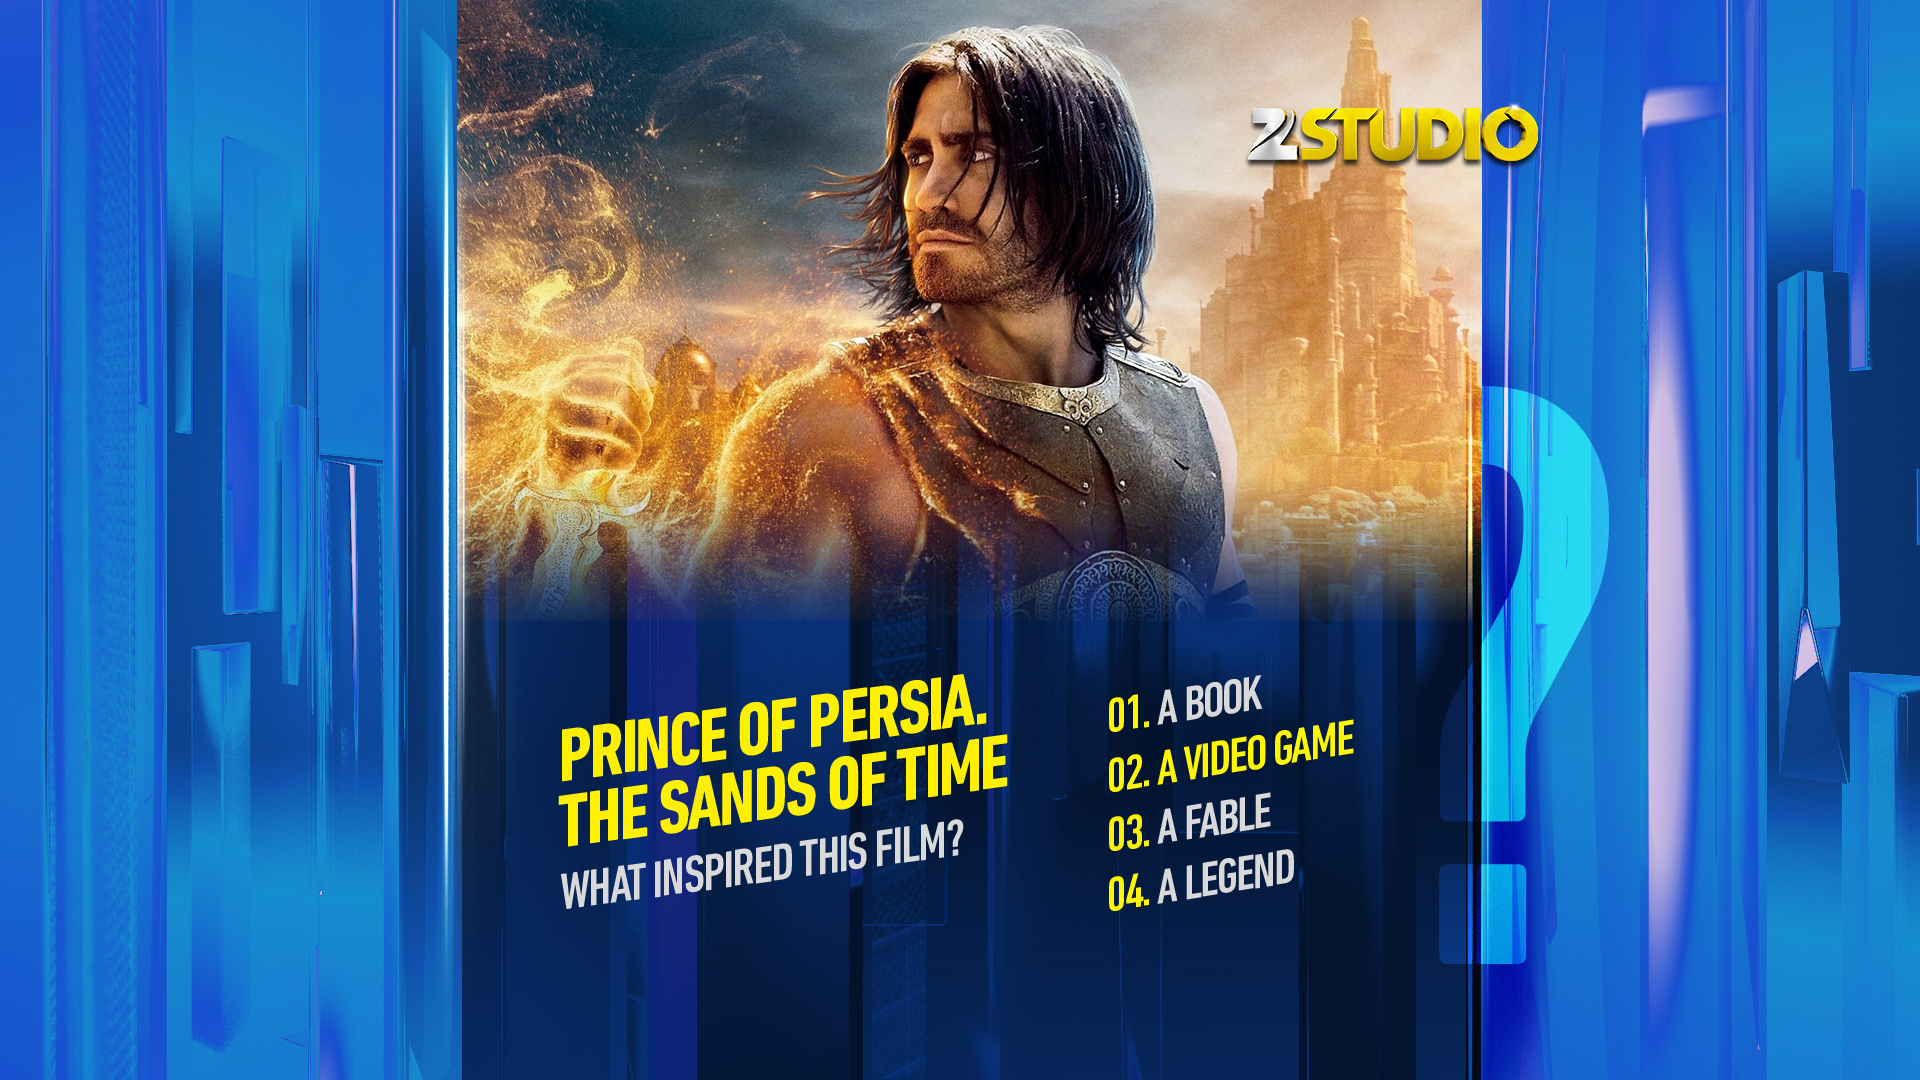 ZSTUDIO
PRINCE OF PERSIA.
THE SANDS OF TIME
WHAT INSPIRED THIS FILM?
01. A BOOK
02. A VIDEO GAME
03. A FABLE
04. A LEGEND
?